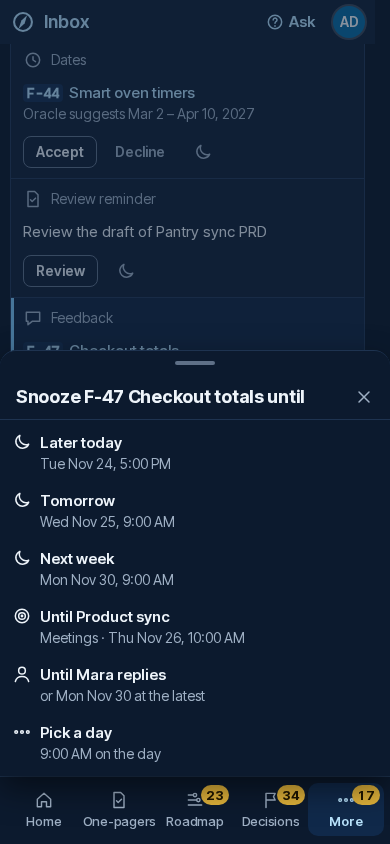 Inbox
Ask
AD
Dates
F-44 Smart oven timers
Oracle suggests Mar 2 – Apr 10, 2027
Accept
Decline
Review reminder
Review the draft of Pantry sync PRD
Review
Feedback
F-47 Checkout totals
Snooze F-47 Checkout totals until
Later today
Tue Nov 24, 5:00 PM
Tomorrow
Wed Nov 25, 9:00 AM
Next week
Mon Nov 30, 9:00 AM
Until Product sync
Meetings · Thu Nov 26, 10:00 AM
Until Mara replies
or Mon Nov 30 at the latest
Pick a day
9:00 AM on the day
23
34
17
Home
One-pagers
Roadmap
Decisions
More